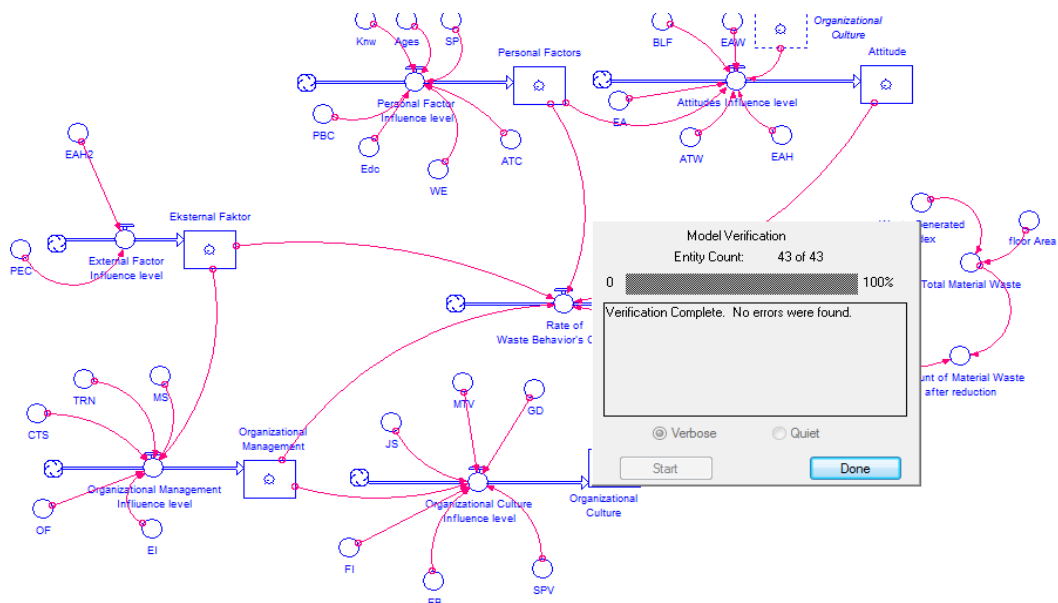 Knw
Ages
SP
BLF
EAW
Organizational
Culture
Personal Factors
Attitude
Personal Factor
Influence level
Attitudes Influence level
PBC
Edc
WE
ATC
EA
ATW
EAH
EAH2
Eksternal Faktor
PEC
External Factor
Influence level
Generated
floor Area
Total Material Waste
Rate of
Waste Behavior's
of Material Waste
after reduction
Model Verification
Entity Count: 43 of 43
0
100%
Verification Complete. No errors were found.
Verbose
Quiet
Start
Done
TRN
MS
CTS
Organizational
Management
Organizational Management
Influence level
OF
EI
MTV
GD
JS
Organizational Culture
Influence level
Organizational
Culture
FI
SPV